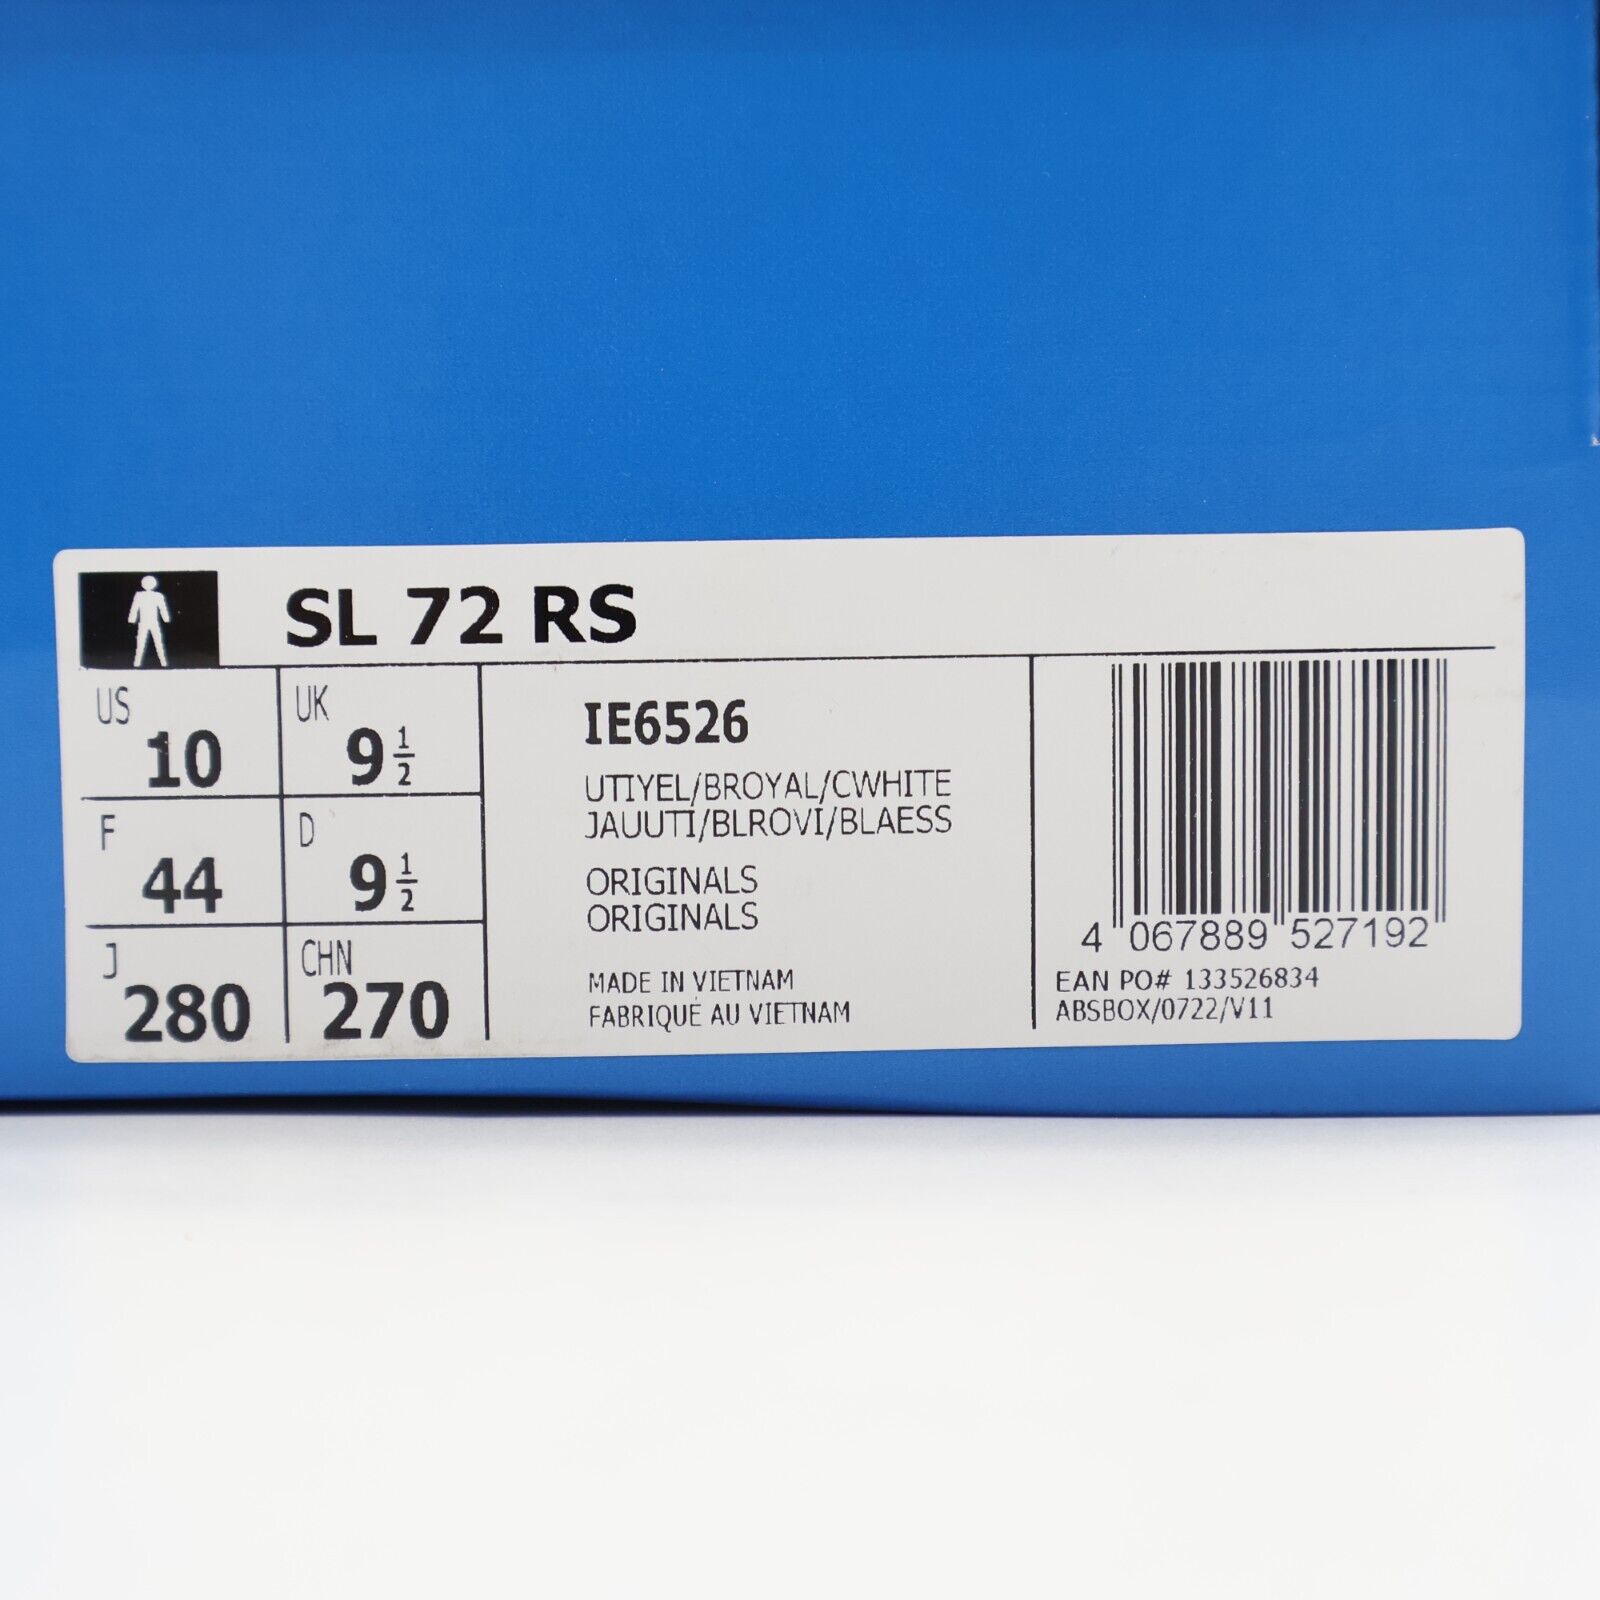 SL 72 RS
US 10
UK 9 1/2
F 44
D 9 1/2
J 280
CHN 270
IE6526
UTIYEL/BROYAL/CWHITE
JAUUTI/BLROVI/BLAESS
ORIGINALS
ORIGINALS
MADE IN VIETNAM
FABRIQUÉ AU VIETNAM
4 067889 527192
EAN PO# 133526834
ABSBOX/0722/V11